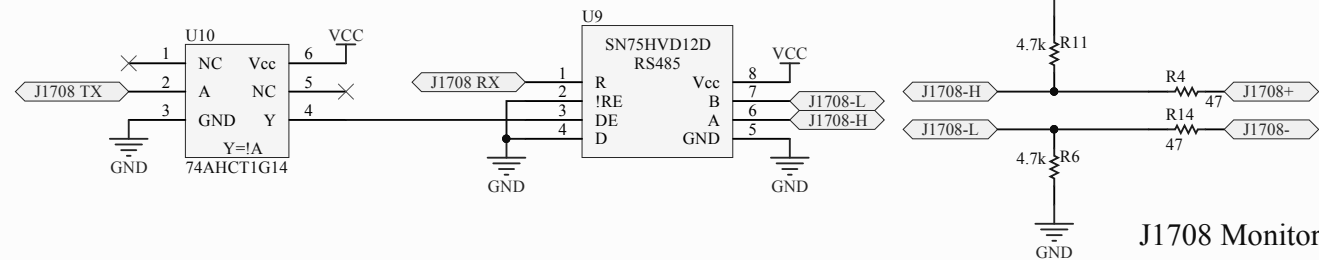 U10
VCC
1 NC Vcc 6
J1708 TX 2 A NC 5
3 GND Y 4
Y=!A
GND
74AHCT1G14
U9
SN75HVD12D
RS485
VCC
J1708 RX 1 R Vcc 8
2 !RE B 7 J1708-L
3 DE A 6 J1708-H
4 D GND 5
GND
GND
4.7k R11
R4
J1708-H 47 J1708+
R14
J1708-L 47 J1708-
4.7k R6
GND
J1708 Monitor